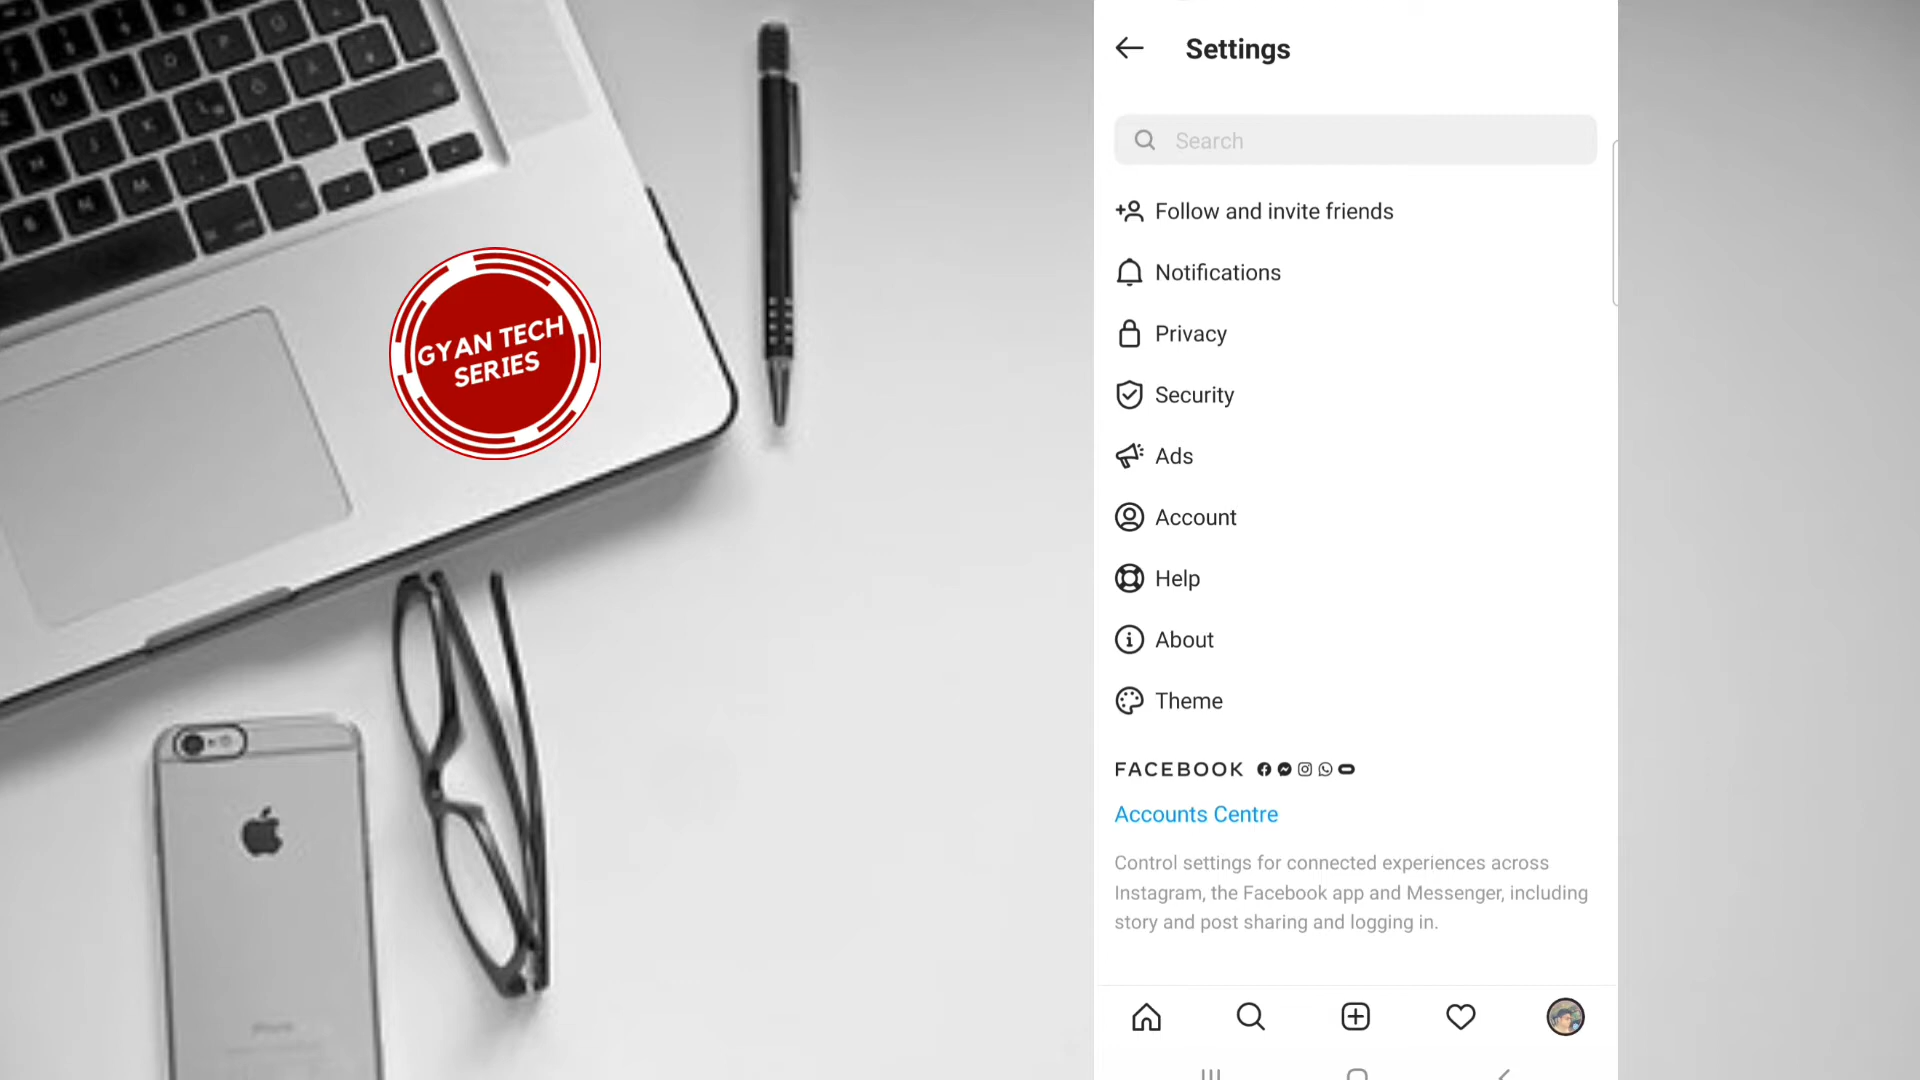 GYAN TECH
SERIES
Settings
Search
Follow and invite friends
Notifications
Privacy
Security
Ads
Account
Help
About
Theme
FACEBOOK
Accounts Centre
Control settings for connected experiences across
Instagram, the Facebook app and Messenger, including
story and post sharing and logging in.